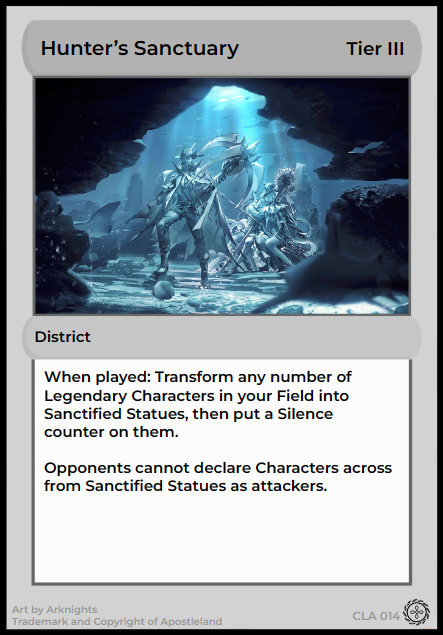 Hunter's Sanctuary Tier III
District
When played: Transform any number of
Legendary Characters in your Field into
Sanctified Statues, then put a Silence
counter on them.
Opponents cannot declare Characters across
from Sanctified Statues as attackers.
Art by Arknights
Trademark and Copyright of Apostleland
CLA 014